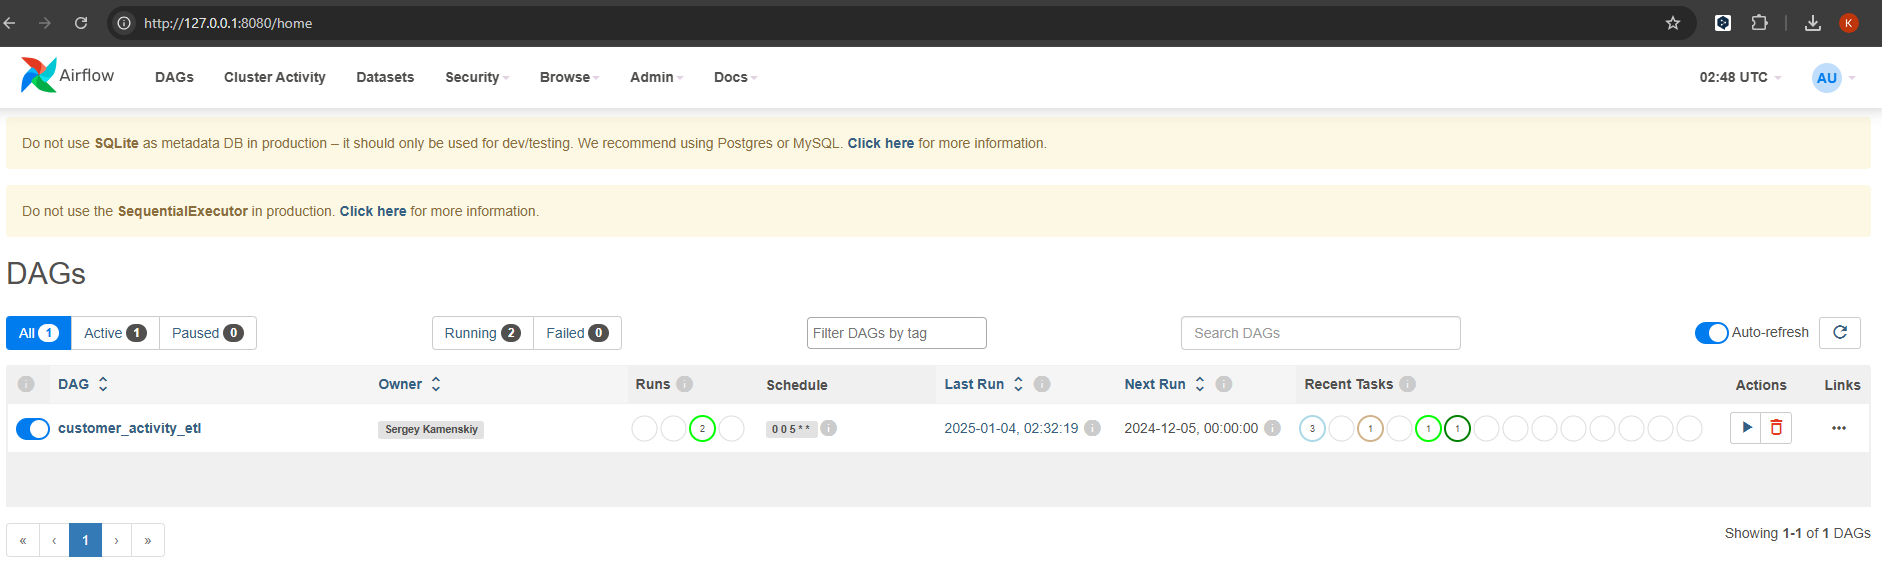 http://127.0.0.1:8080/home
K
Airflow DAGs Cluster Activity Datasets Security Browse Admin Docs 02:48 UTC AU
Do not use SQLite as metadata DB in production – it should only be used for dev/testing. We recommend using Postgres or MySQL. Click here for more information.
Do not use the SequentialExecutor in production. Click here for more information.
DAGs
All 1 Active 1 Paused 0 Running 2 Failed 0 Filter DAGs by tag Search DAGs Auto-refresh
DAG Owner Runs Schedule Last Run Next Run Recent Tasks Actions Links
customer_activity_etl Sergey Kamenskiy 2 0 0 5 * * 2025-01-04, 02:32:19 2024-12-05, 00:00:00 3 1 1 1
« ‹ 1 › » Showing 1-1 of 1 DAGs